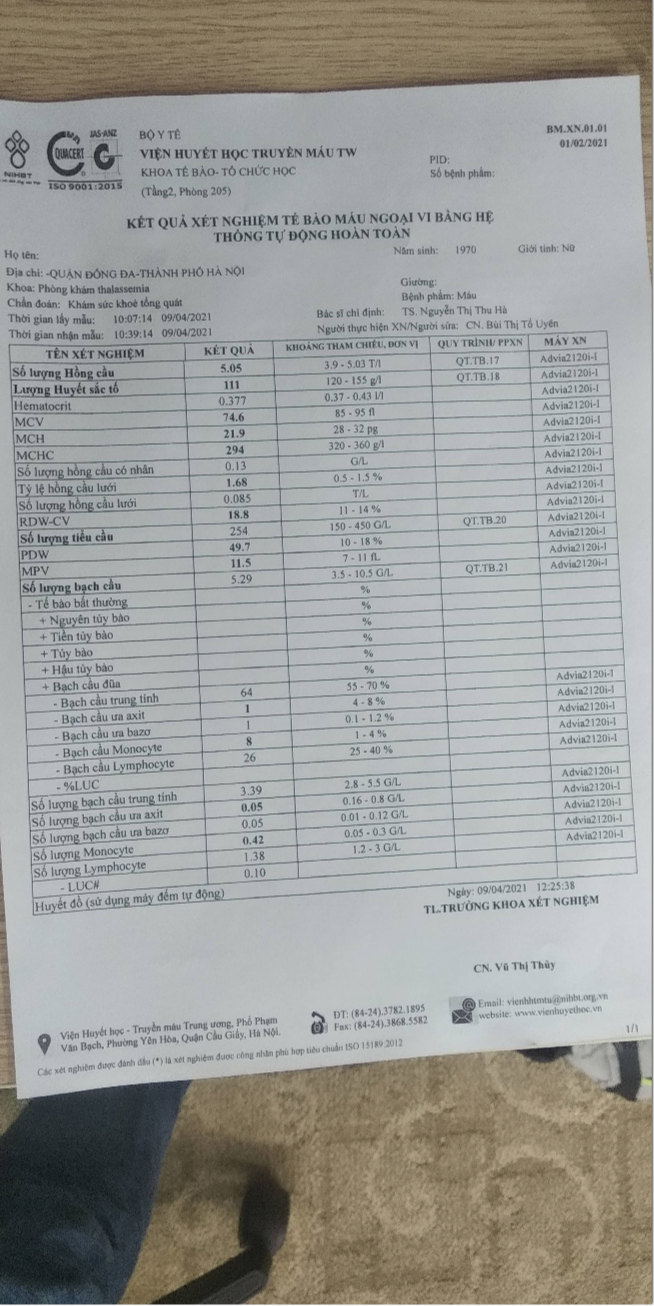 BM.XN.01.01
01/02/2021
NIHBT
QUACERT
JAS-ANZ
ISO 9001:2015
BỘ Y TẾ
VIỆN HUYẾT HỌC TRUYỀN MÁU TW
KHOA TẾ BÀO- TỔ CHỨC HỌC
(Tầng2, Phòng 205)
PID:
Số bệnh phẩm:
KẾT QUẢ XÉT NGHIỆM TẾ BÀO MÁU NGOẠI VI BẰNG HỆ
THỐNG TỰ ĐỘNG HOÀN TOÀN
Họ tên: Năm sinh: 1970 Giới tính: Nữ
Địa chỉ: -QUẬN ĐỐNG ĐA-THÀNH PHỐ HÀ NỘI
Khoa: Phòng khám thalassemia Giường:
Chẩn đoán: Khám sức khoẻ tổng quát Bệnh phẩm: Máu
Thời gian lấy mẫu: 10:07:14 09/04/2021 Bác sĩ chỉ định: TS. Nguyễn Thị Thu Hà
Thời gian nhận mẫu: 10:39:14 09/04/2021 Người thực hiện XN/Người sửa: CN. Bùi Thị Tố Uyên
TÊN XÉT NGHIỆM KẾT QUẢ KHOẢNG THAM CHIẾU, ĐƠN VỊ QUY TRÌNH/ PPXN MÁY XN
Số lượng Hồng cầu 5.05 3.9 - 5.03 T/l QT.TB.17 Advia2120i-1
Lượng Huyết sắc tố 111 120 - 155 g/l QT.TB.18 Advia2120i-1
Hematocrit 0.377 0.37 - 0.43 l/l Advia2120i-1
MCV 74.6 85 - 95 fl Advia2120i-1
MCH 21.9 28 - 32 pg Advia2120i-1
MCHC 294 320 - 360 g/l Advia2120i-1
Số lượng hồng cầu có nhân 0.13 G/L Advia2120i-1
Tỷ lệ hồng cầu lưới 1.68 0.5 - 1.5 % Advia2120i-1
Số lượng hồng cầu lưới 0.085 T/L Advia2120i-1
RDW-CV 18.8 11 - 14 % Advia2120i-1
Số lượng tiểu cầu 254 150 - 450 G/L QT.TB.20 Advia2120i-1
PDW 49.7 10 - 18 % Advia2120i-1
MPV 11.5 7 - 11 fL Advia2120i-1
Số lượng bạch cầu 5.29 3.5 - 10.5 G/L QT.TB.21 Advia2120i-1
- Tế bào bất thường %
+ Nguyên tủy bào %
+ Tiền tủy bào %
+ Tủy bào %
+ Hậu tủy bào %
+ Bạch cầu đũa %
- Bạch cầu trung tính 64 55 - 70 % Advia2120i-1
- Bạch cầu ưa axit 1 4 - 8 % Advia2120i-1
- Bạch cầu ưa bazơ 1 0.1 - 1.2 % Advia2120i-1
- Bạch cầu Monocyte 8 1 - 4 % Advia2120i-1
- Bạch cầu Lymphocyte 26 25 - 40 % Advia2120i-1
- %LUC
Số lượng bạch cầu trung tính 3.39 2.8 - 5.5 G/L Advia2120i-1
Số lượng bạch cầu ưa axit 0.05 0.16 - 0.8 G/L Advia2120i-1
Số lượng bạch cầu ưa bazơ 0.05 0.01 - 0.12 G/L Advia2120i-1
Số lượng Monocyte 0.42 0.05 - 0.3 G/L Advia2120i-1
Số lượng Lymphocyte 1.38 1.2 - 3 G/L Advia2120i-1
- LUC# 0.10
Huyết đồ (sử dụng máy đếm tự động)
Ngày: 09/04/2021 12:25:38
TL.TRƯỞNG KHOA XÉT NGHIỆM
CN. Vũ Thị Thủy
Viện Huyết học - Truyền máu Trung ương, Phố Phạm
Văn Bạch, Phường Yên Hòa, Quận Cầu Giấy, Hà Nội.
ĐT: (84-24).3782.1895
Fax: (84-24).3868.5582
Email: vienhhtmtu@nihbt.org.vn
website: www.vienhuyethoc.vn
1/1
Các xét nghiệm được đánh dấu (*) là xét nghiệm được công nhận phù hợp tiêu chuẩn ISO 15189:2012